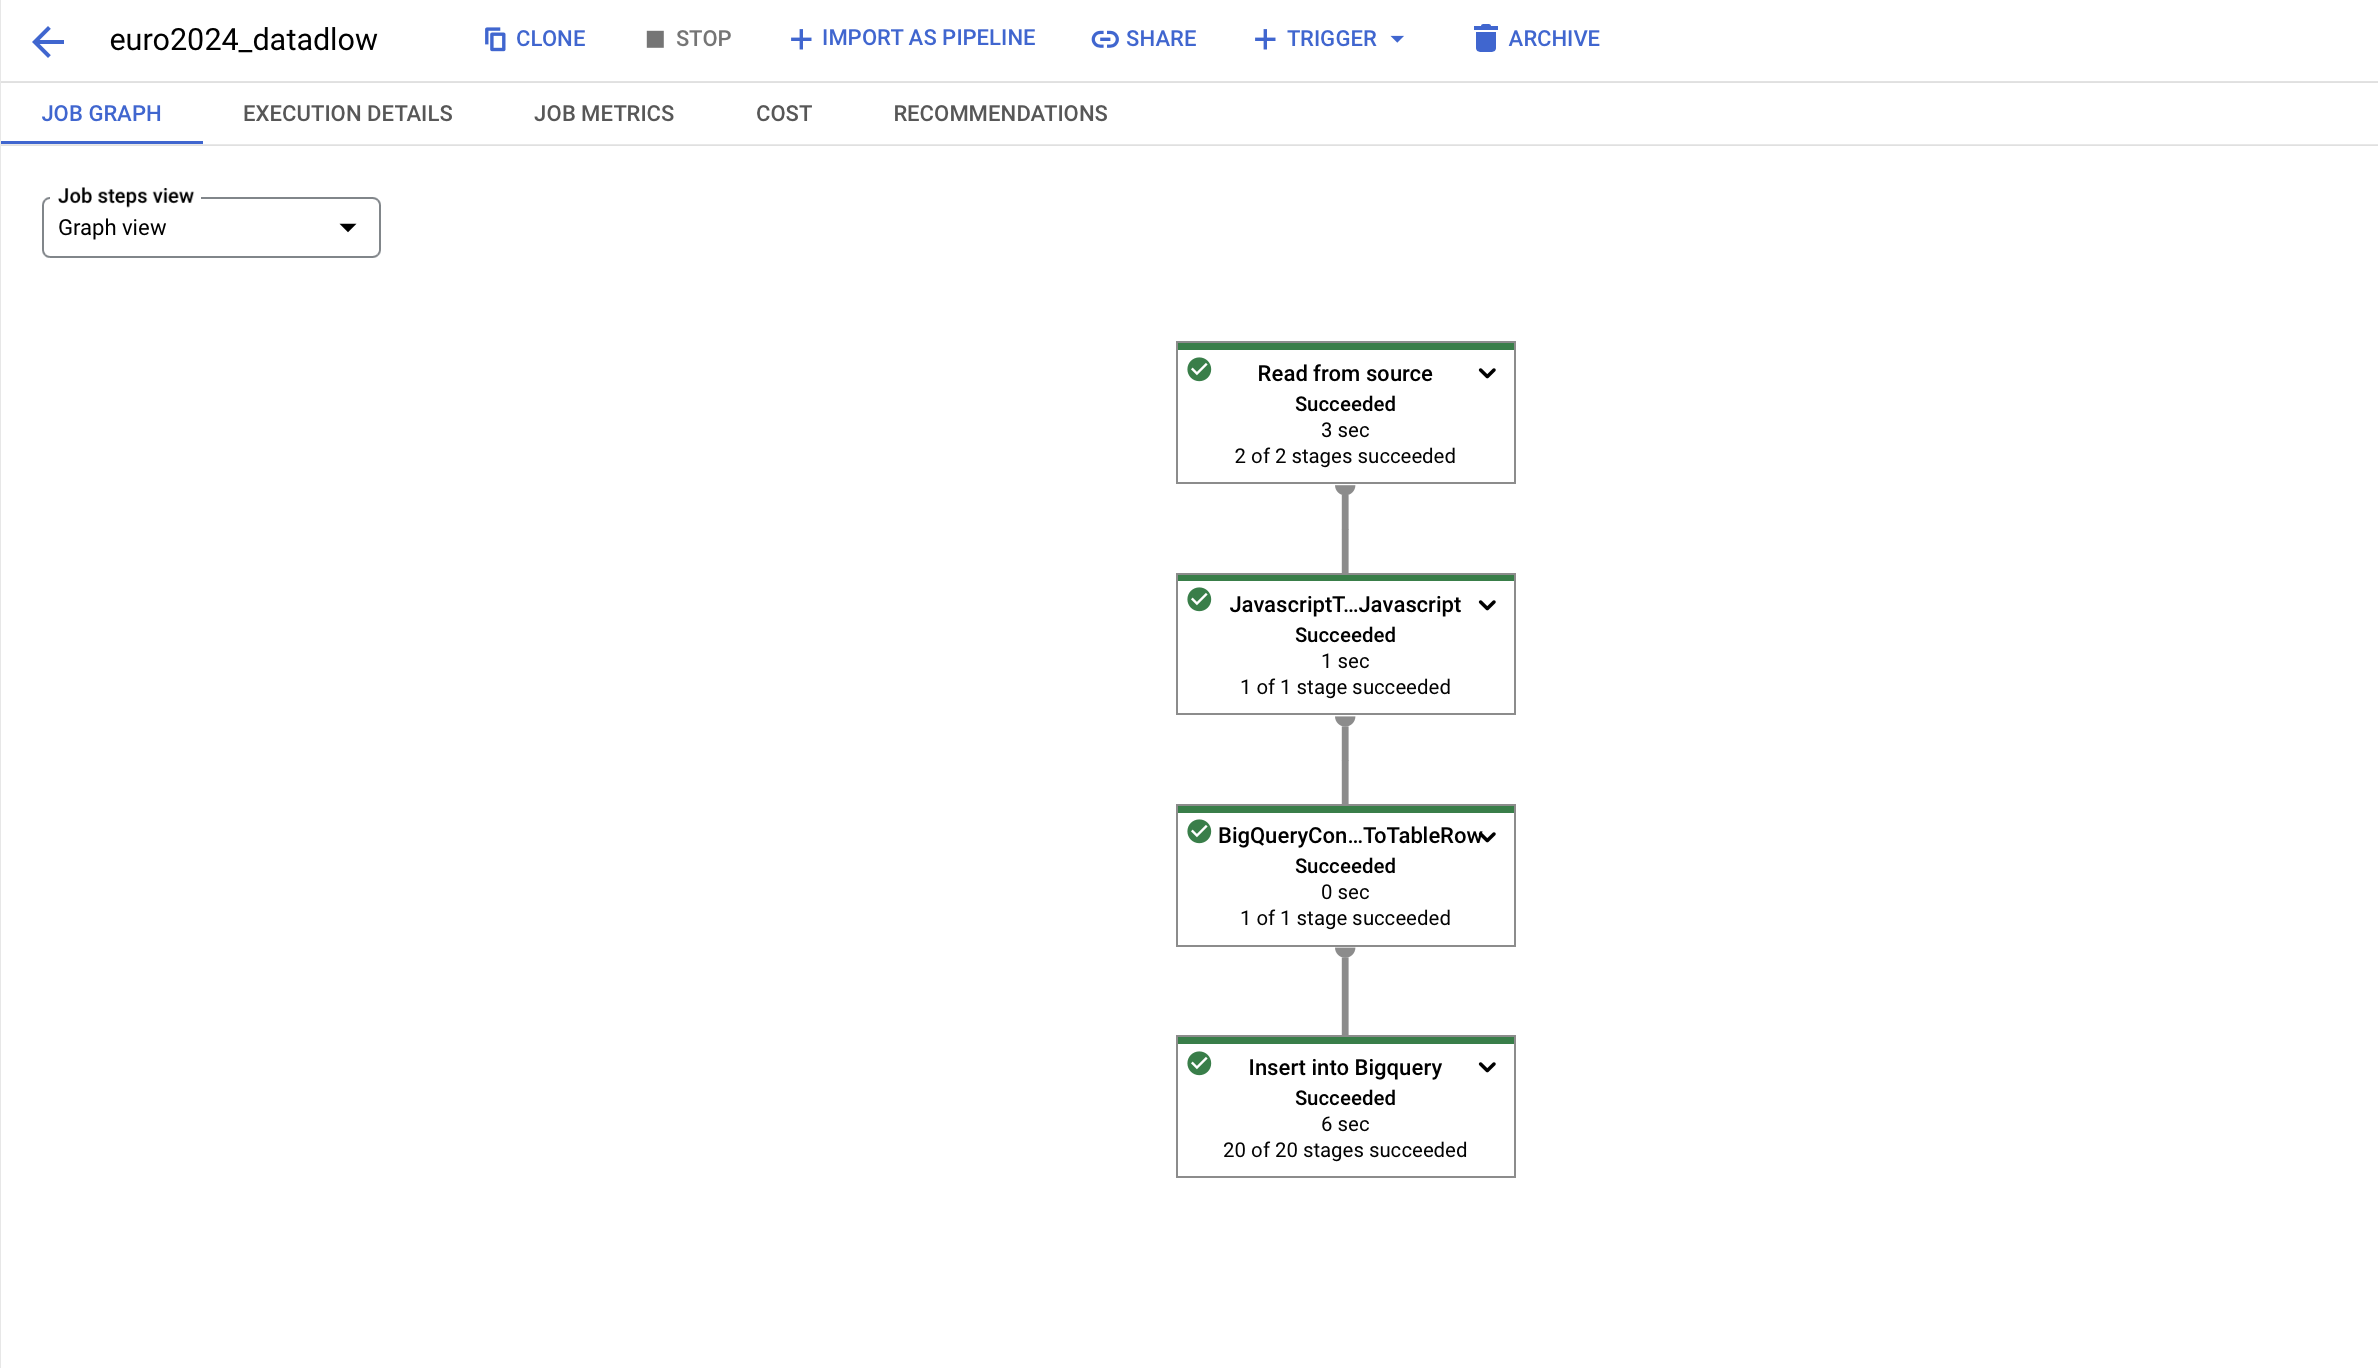 euro2024_datadlow
CLONE
STOP
IMPORT AS PIPELINE
SHARE
TRIGGER
ARCHIVE
JOB GRAPH
EXECUTION DETAILS
JOB METRICS
COST
RECOMMENDATIONS
Job steps view
Graph view
Read from source
Succeeded
3 sec
2 of 2 stages succeeded
JavascriptT...Javascript
Succeeded
1 sec
1 of 1 stage succeeded
BigQueryCon...ToTableRow
Succeeded
0 sec
1 of 1 stage succeeded
Insert into Bigquery
Succeeded
6 sec
20 of 20 stages succeeded